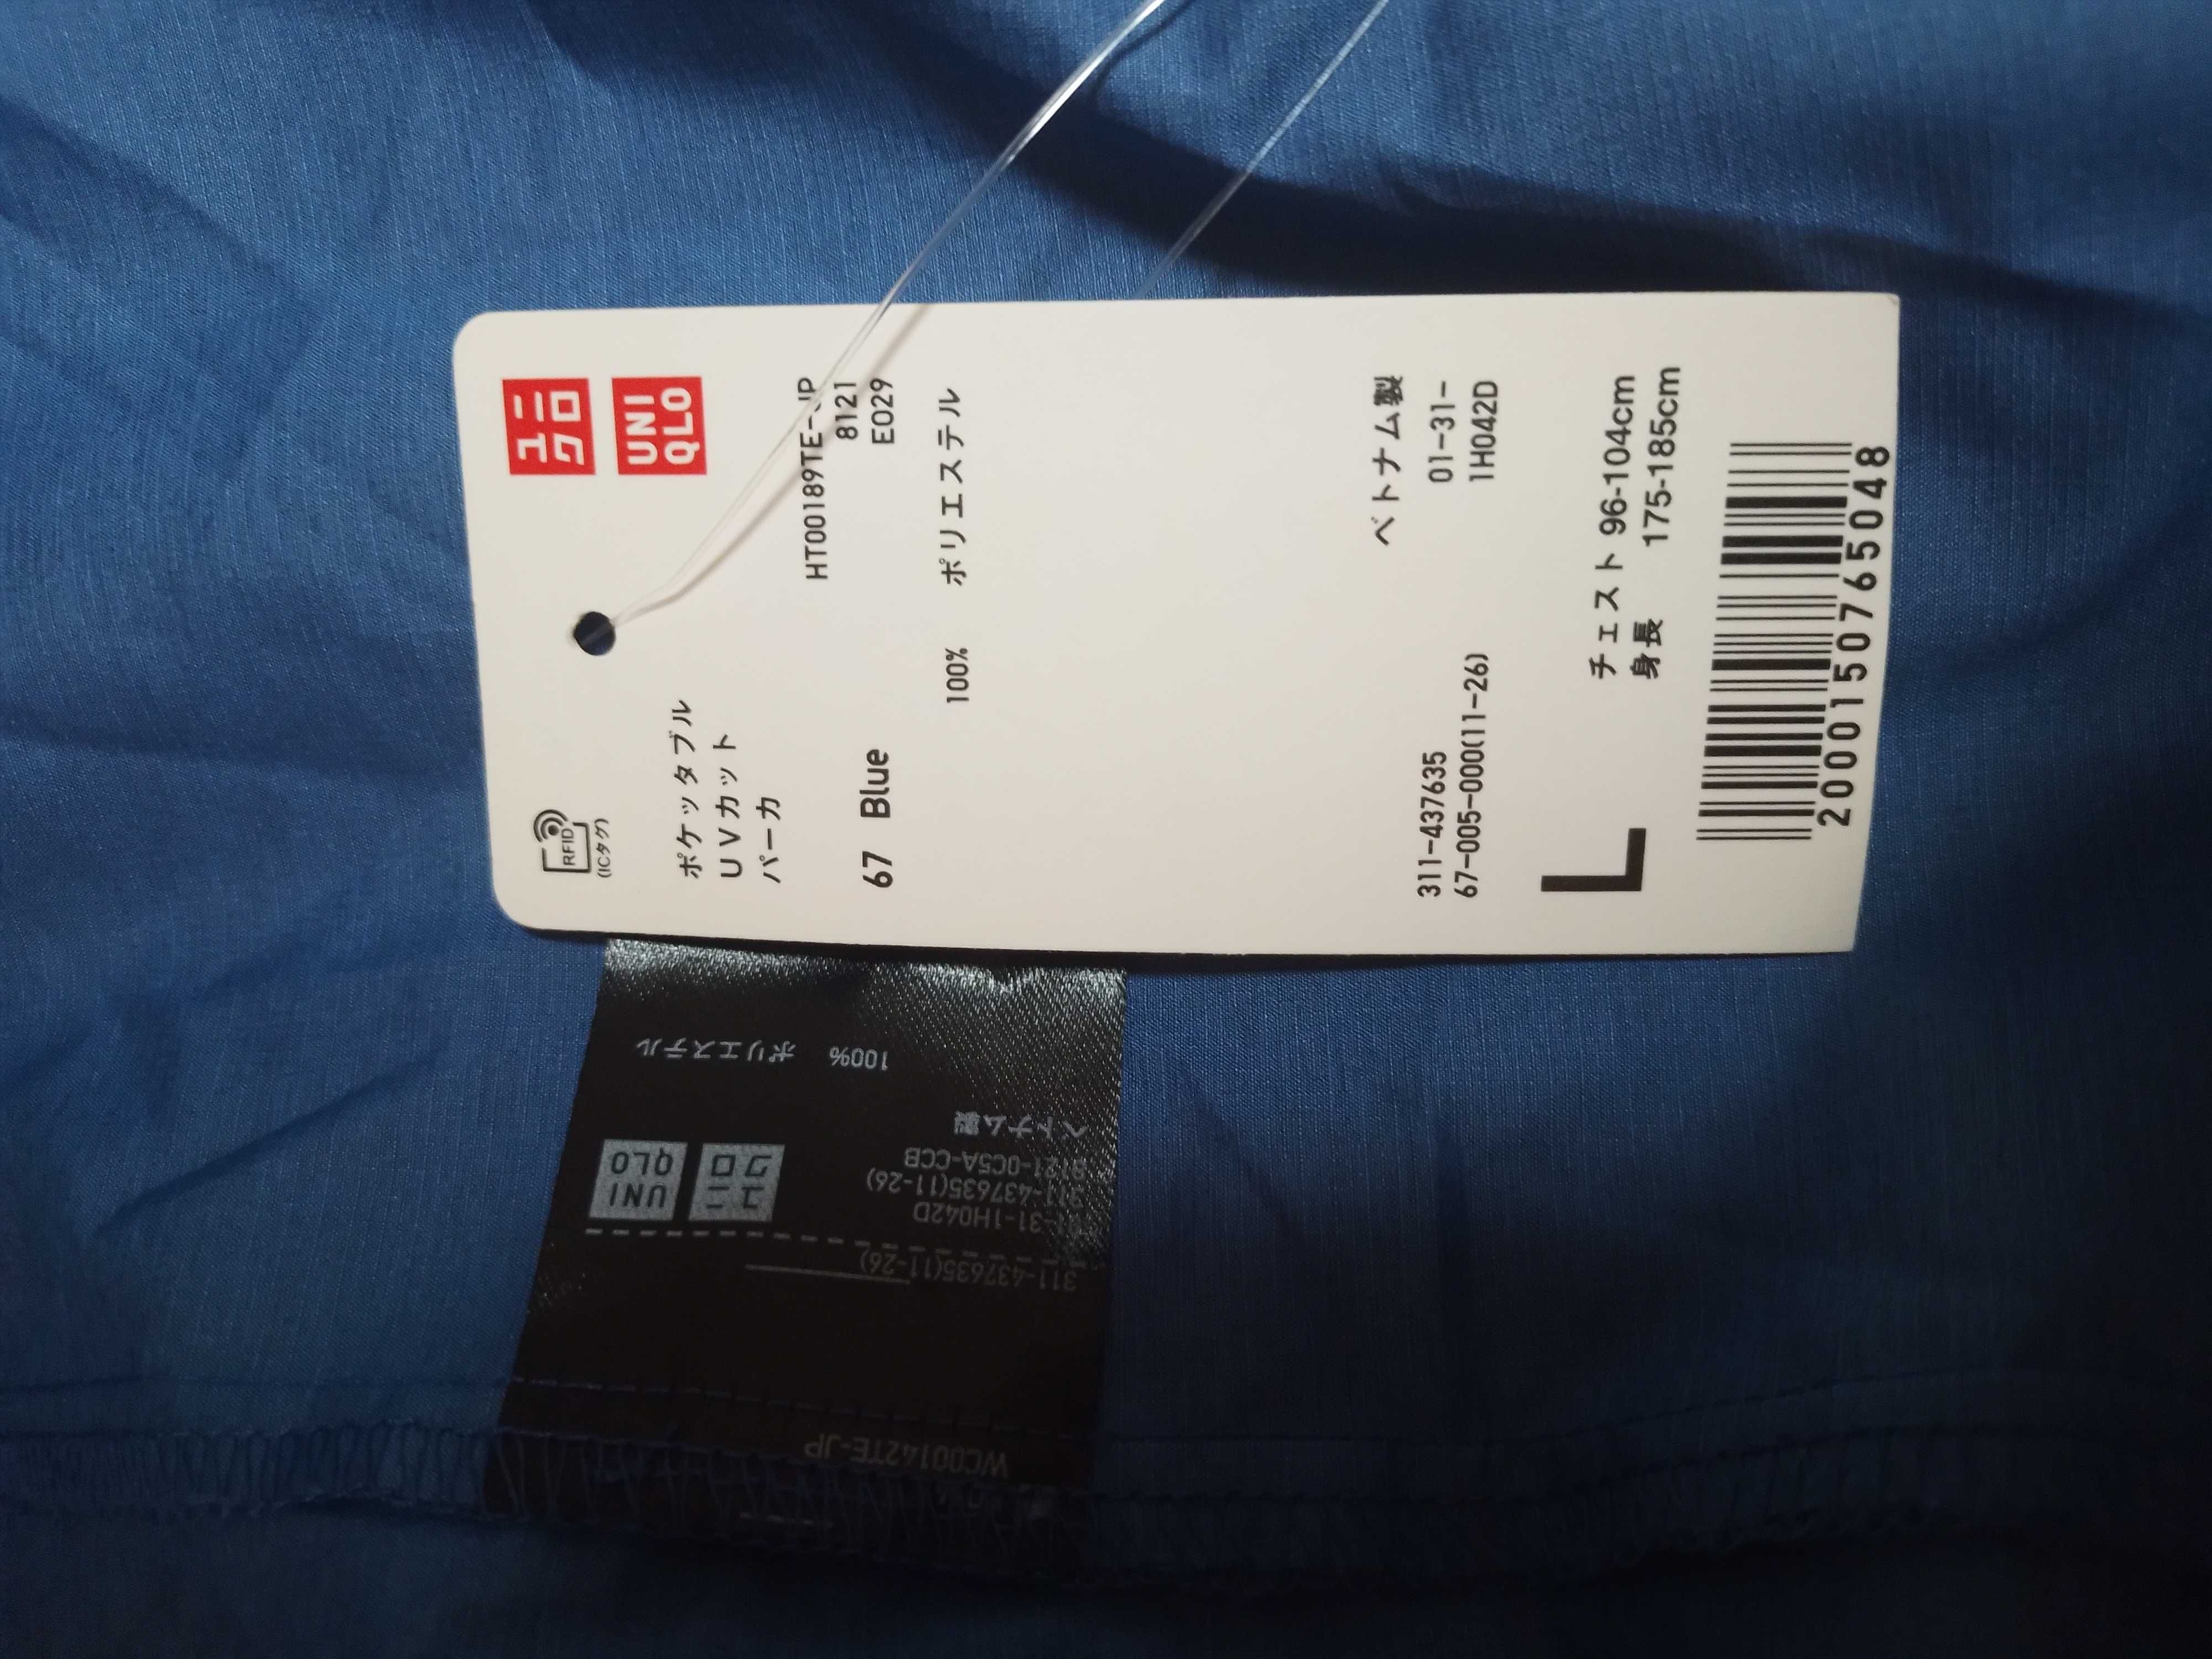 ユニ
クロ
UNI
QLO
RFID
(ICタグ)
ポケッタブル
UVカット
パーカ
HT00189TE-JP
8121
E029
67 Blue
100% ポリエステル
ベトナム製
311-437635 01-31-
67-005-000(11-26) 1H042D
L
チェスト 96-104cm
身長 175-185cm
2000150765048
WC00142TE-JP
311-437635(11-26)
01-31-1H042D
311-437635(11-26)
8121-0C5A-CCB
ベトナム製
ユニ
クロ
UNI
QLO
100% ポリエステル